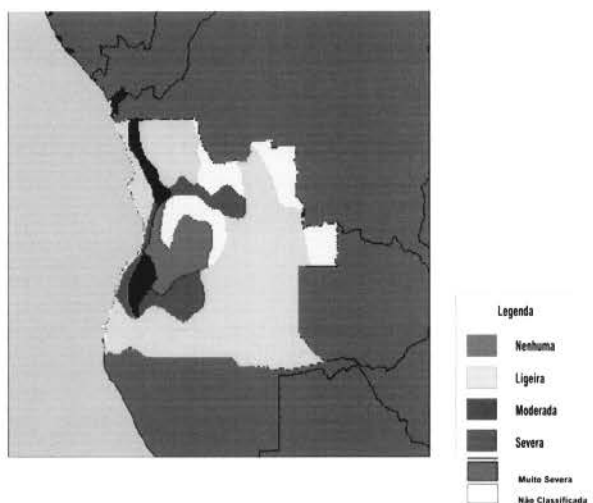 Legenda
Nenhuma
Ligeira
Moderada
Severa
Muito Severa
Não Classificada